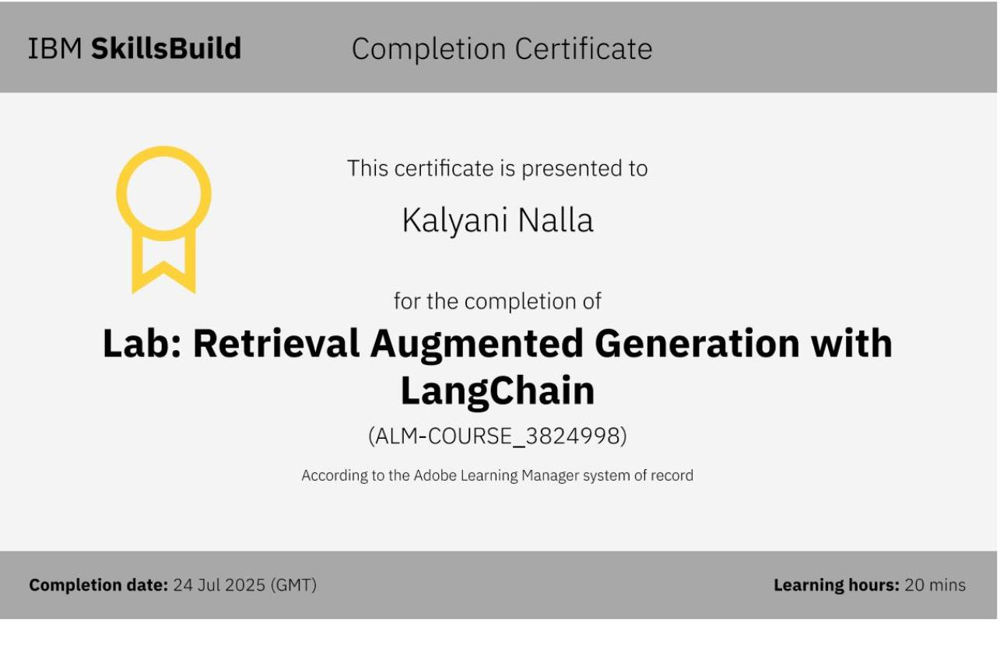 IBM SkillsBuild
Completion Certificate
This certificate is presented to
Kalyani Nalla
for the completion of
Lab: Retrieval Augmented Generation with
LangChain
(ALM-COURSE_3824998)
According to the Adobe Learning Manager system of record
Completion date: 24 Jul 2025 (GMT)
Learning hours: 20 mins